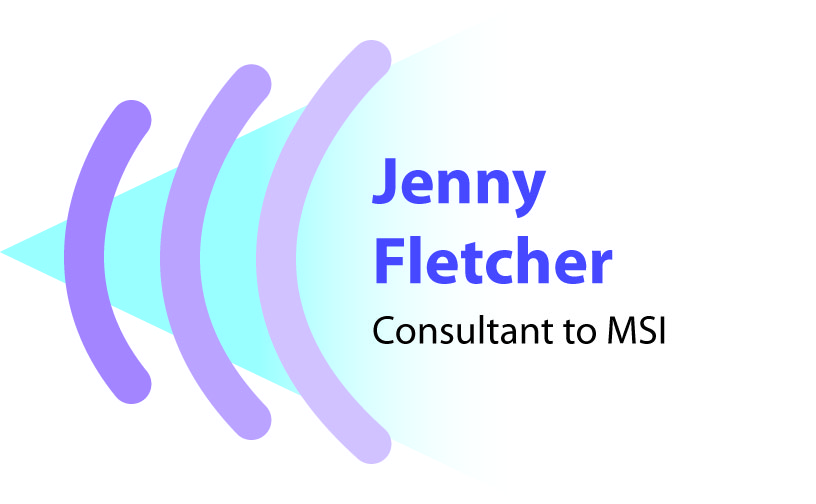 Jenny
Fletcher
Consultant to MSI